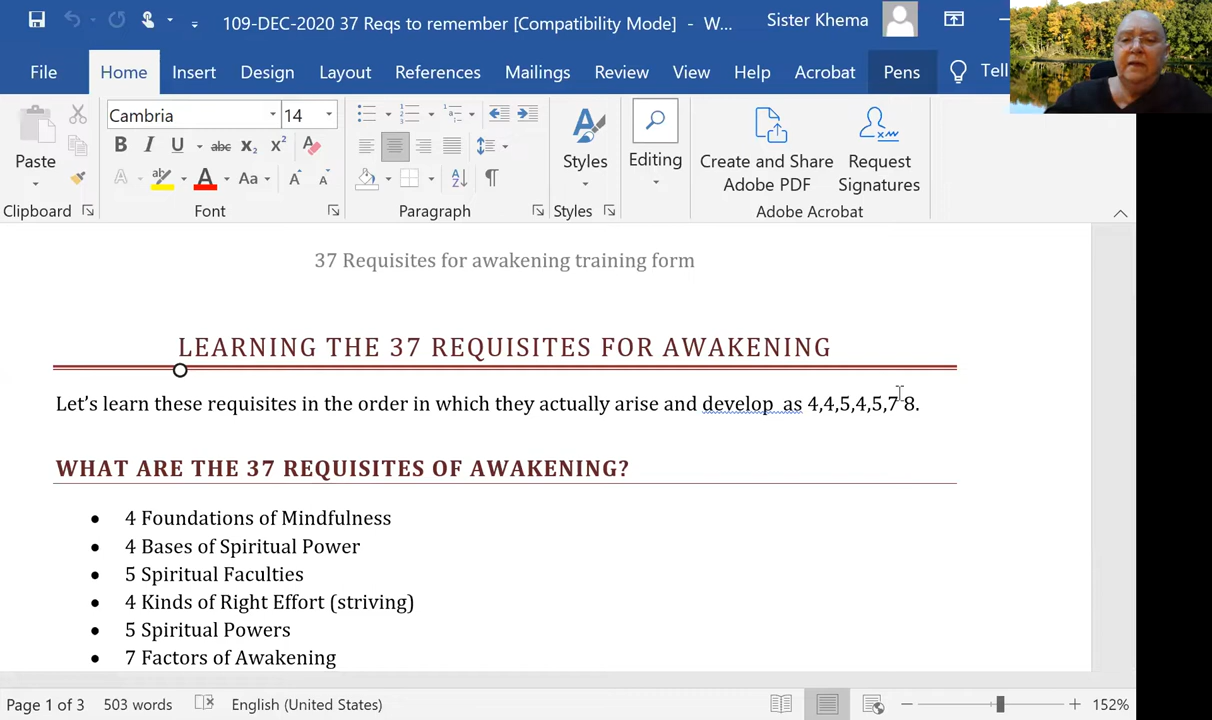 109-DEC-2020 37 Reqs to remember [Compatibility Mode] - W...
Sister Khema
File Home Insert Design Layout References Mailings Review View Help Acrobat Pens Tell
Cambria 14
Paste
B I U abc x₂ x²
A ab A Aa A A
A Z
Styles
Editing
Create and Share
Adobe PDF
Request
Signatures
Clipboard Font Paragraph Styles Adobe Acrobat
37 Requisites for awakening training form
LEARNING THE 37 REQUISITES FOR AWAKENING
Let's learn these requisites in the order in which they actually arise and develop as 4,4,5,4,5,7 8.
WHAT ARE THE 37 REQUISITES OF AWAKENING?
• 4 Foundations of Mindfulness
• 4 Bases of Spiritual Power
• 5 Spiritual Faculties
• 4 Kinds of Right Effort (striving)
• 5 Spiritual Powers
• 7 Factors of Awakening
Page 1 of 3 503 words English (United States) 152%